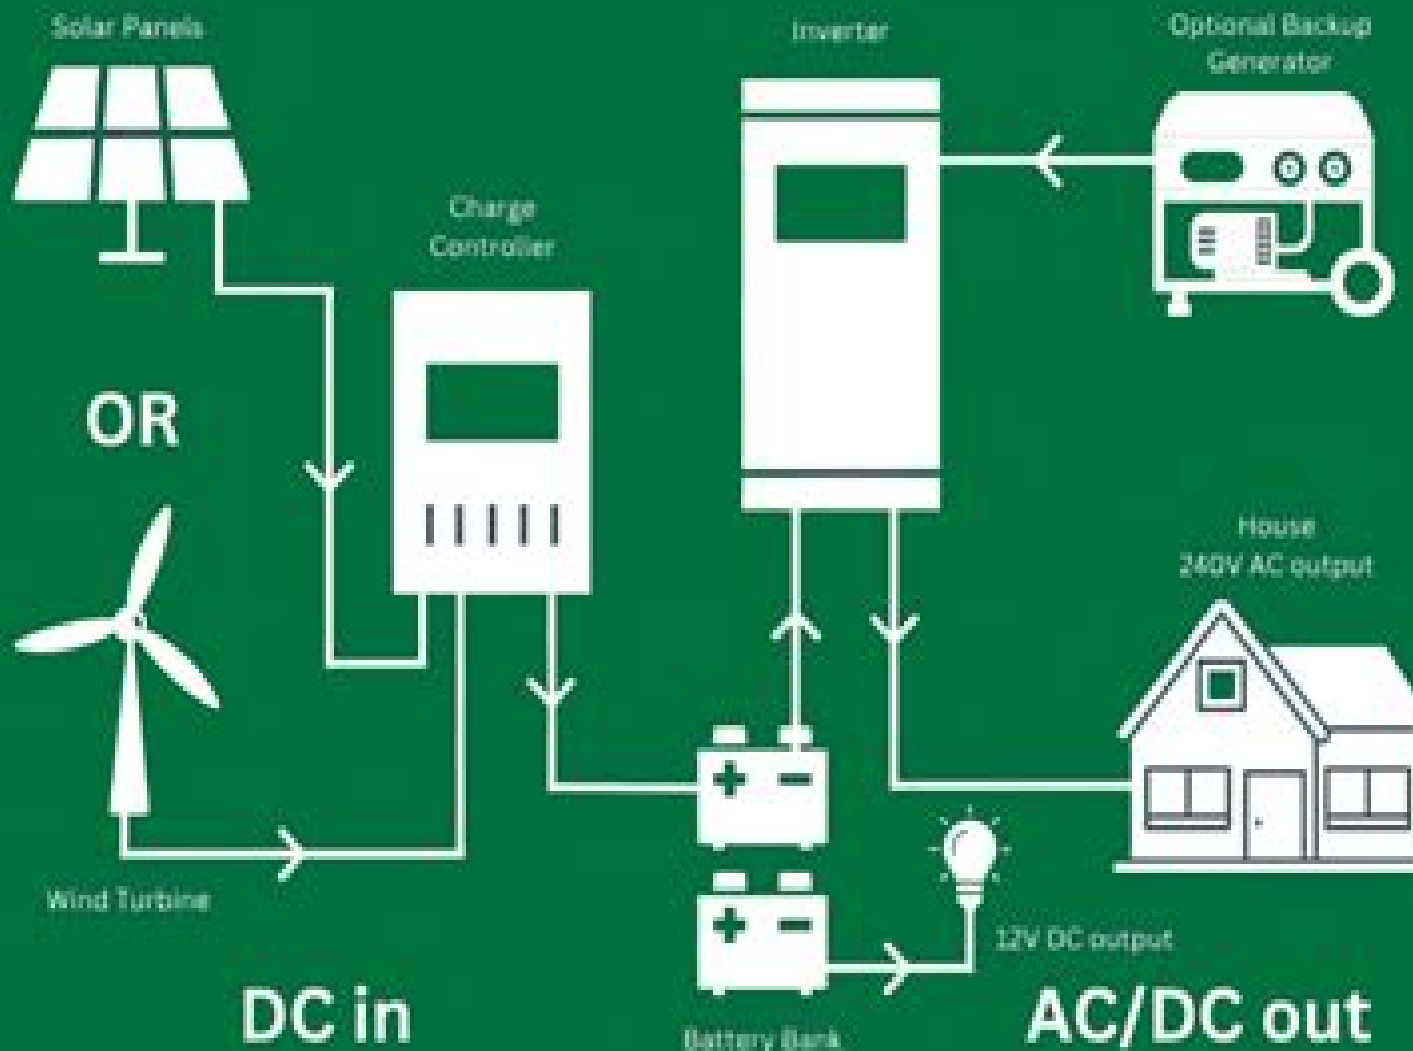 Solar Panels
Inverter
Optional Backup
Generator
Charge
Controller
OR
House
240V AC output
Wind Turbine
12V DC output
DC in
AC/DC out
Battery Bank